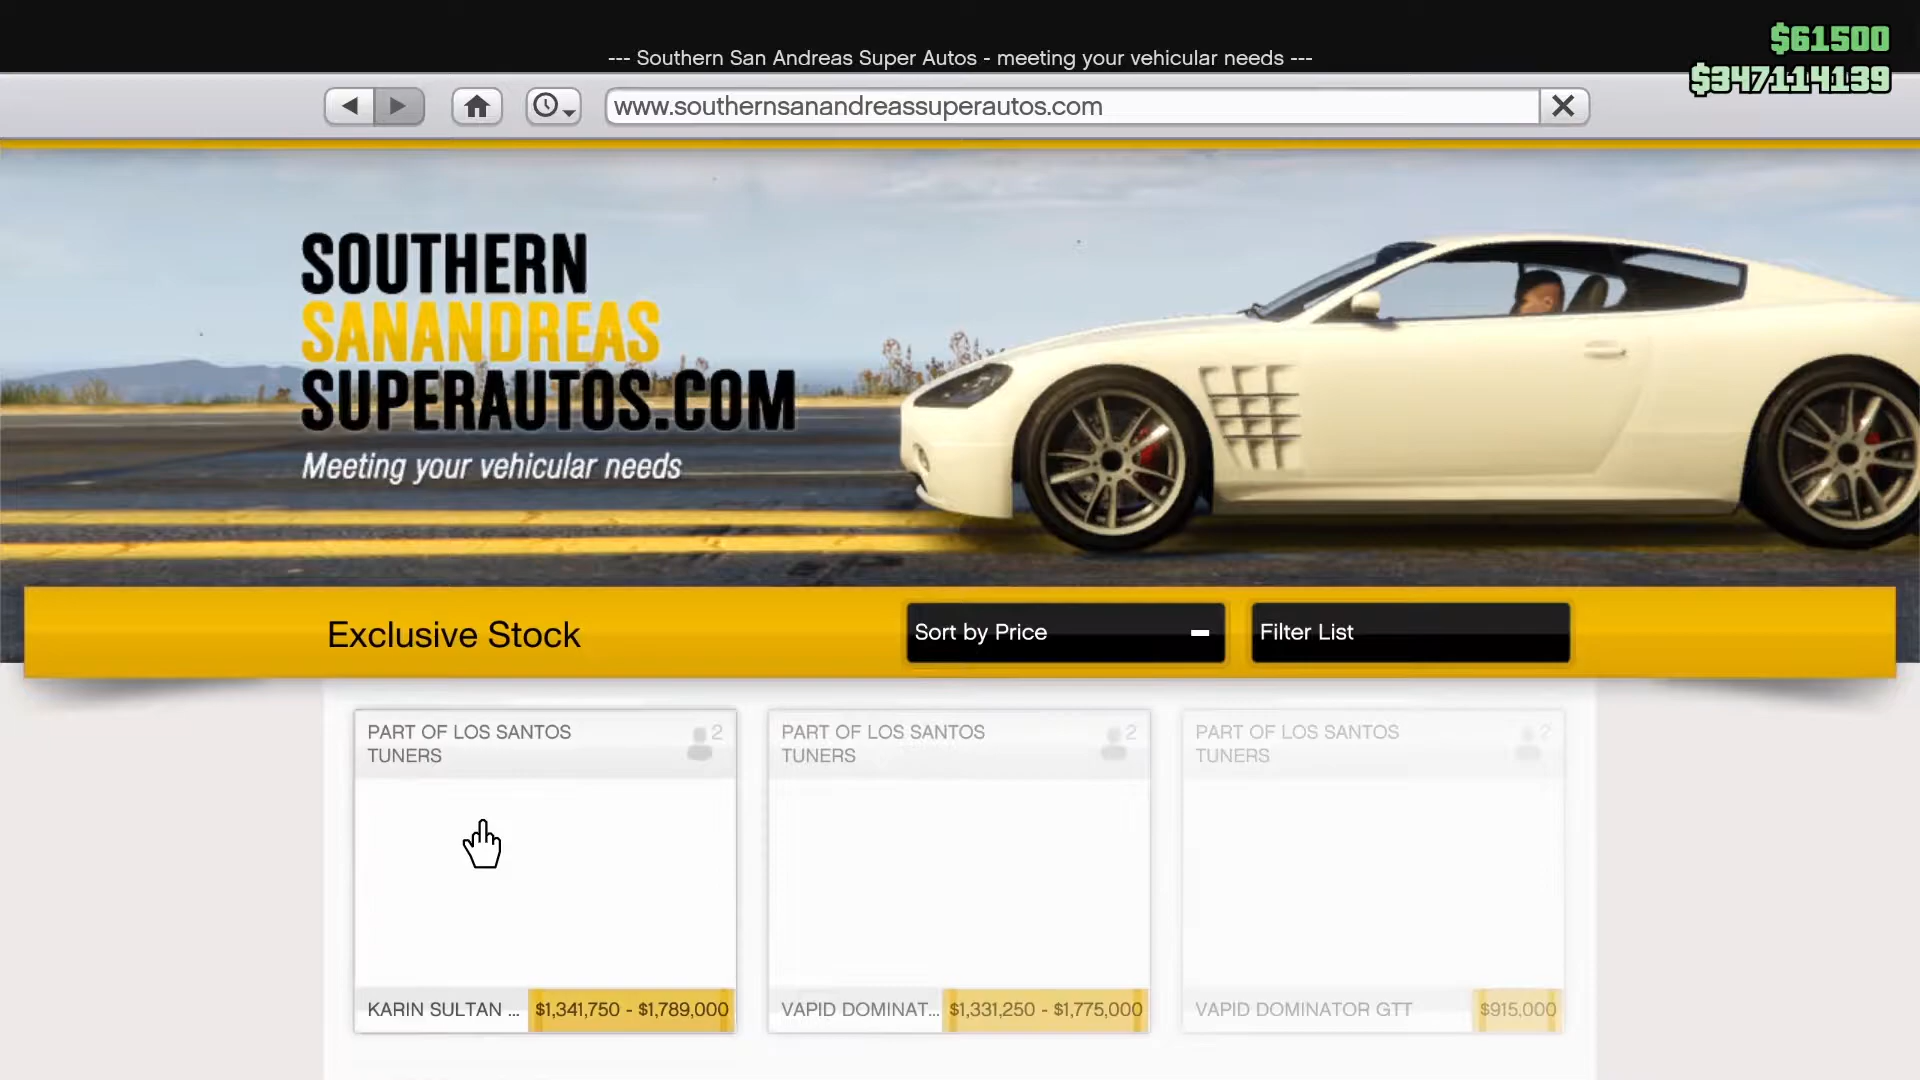 --- Southern San Andreas Super Autos - meeting your vehicular needs ---
$61500
$347114139
www.southernsanandreassuperautos.com
SOUTHERN
SANANDREAS
SUPERAUTOS.COM
Meeting your vehicular needs
Exclusive Stock
Sort by Price
Filter List
PART OF LOS SANTOS
TUNERS
2
PART OF LOS SANTOS
TUNERS
2
PART OF LOS SANTOS
TUNERS
2
KARIN SULTAN ...
$1,341,750 - $1,789,000
VAPID DOMINAT...
$1,331,250 - $1,775,000
VAPID DOMINATOR GTT
$915,000